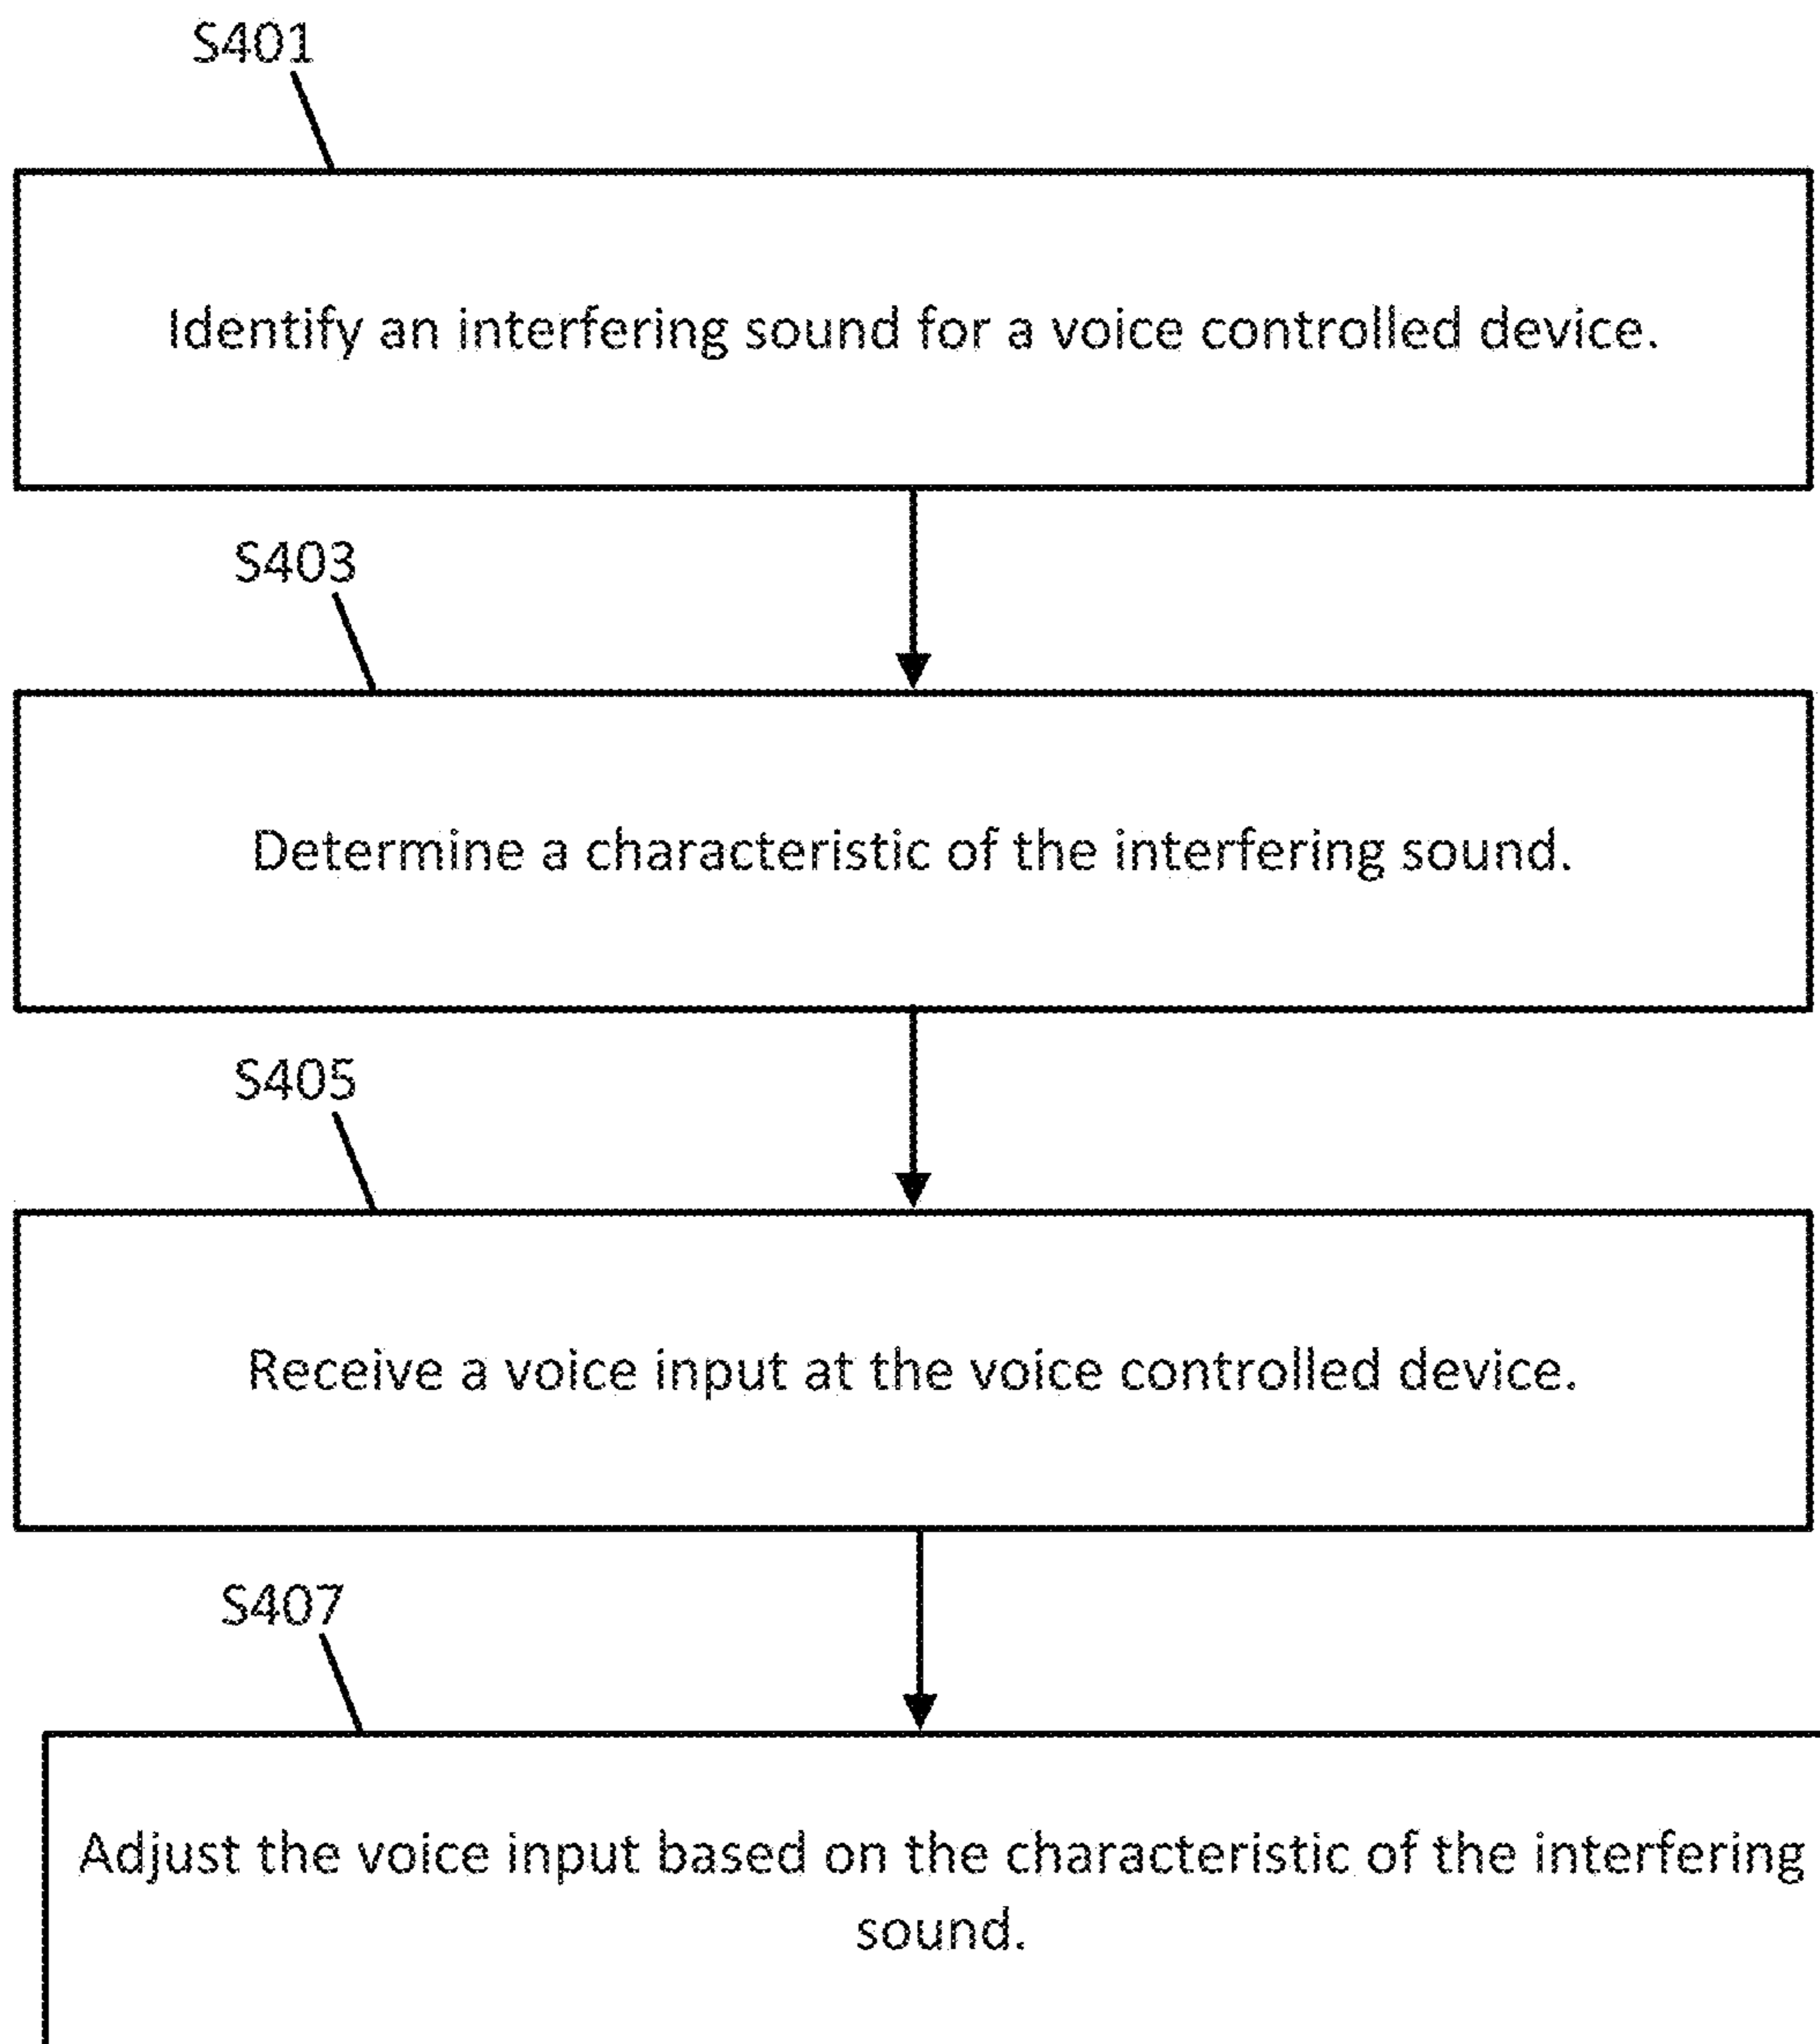 S401
Identify an interfering sound for a voice controlled device.
S403
Determine a characteristic of the interfering sound.
S405
Receive a voice input at the voice controlled device.
S407
Adjust the voice input based on the characteristic of the interfering
sound.